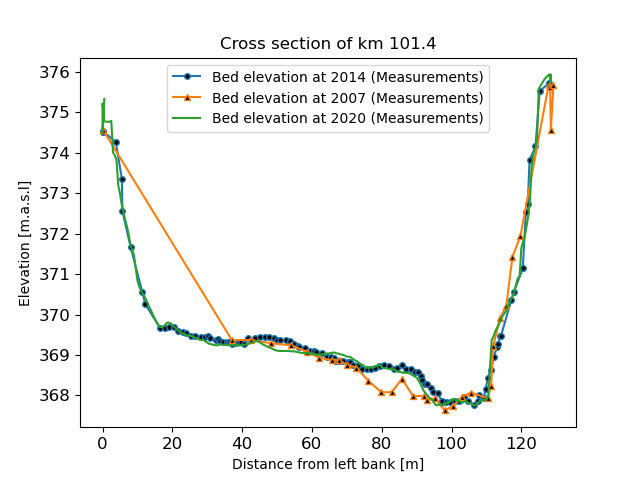 Cross section of km 101.4
Bed elevation at 2014 (Measurements)
Bed elevation at 2007 (Measurements)
Bed elevation at 2020 (Measurements)
Elevation [m.a.s.l]
376
375
374
373
372
371
370
369
368
0 20 40 60 80 100 120
Distance from left bank [m]